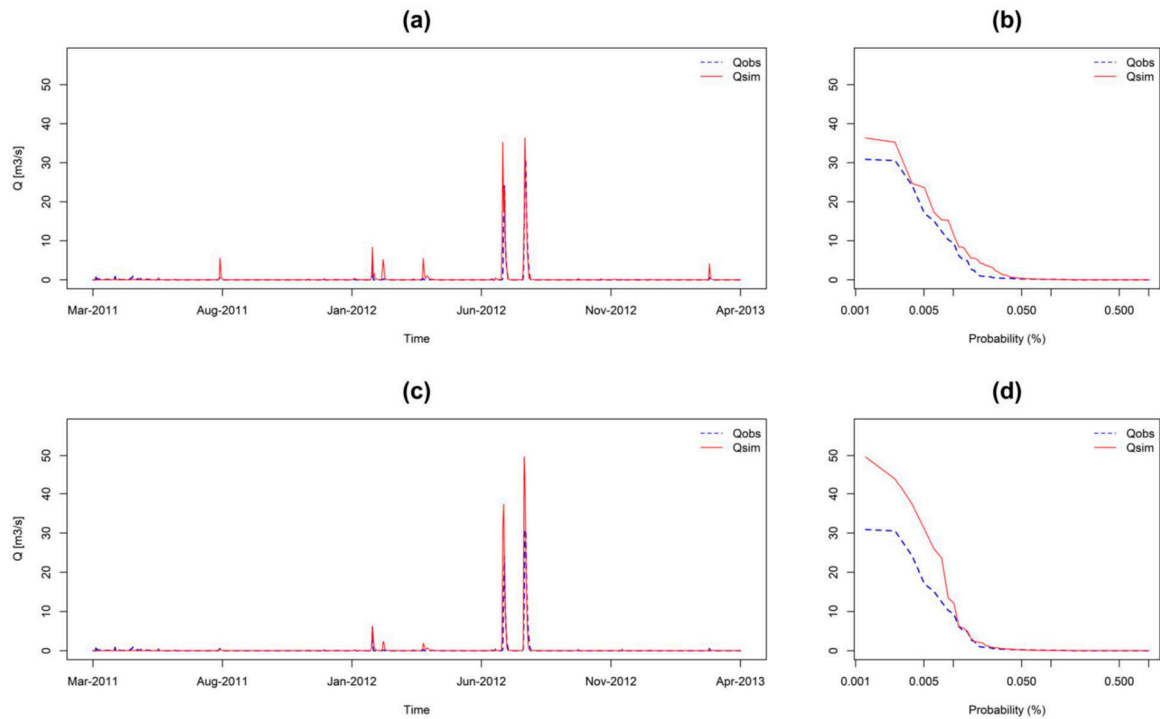 (a)
(b)
Qobs
Qsim
Q [m3/s]
50
40
30
20
10
0
Mar-2011
Aug-2011
Jan-2012
Jun-2012
Nov-2012
Apr-2013
Time
Qobs
Qsim
50
40
30
20
10
0
0.001
0.005
0.050
0.500
Probability (%)
(c)
(d)
Qobs
Qsim
Q [m3/s]
50
40
30
20
10
0
Mar-2011
Aug-2011
Jan-2012
Jun-2012
Nov-2012
Apr-2013
Time
Qobs
Qsim
50
40
30
20
10
0
0.001
0.005
0.050
0.500
Probability (%)